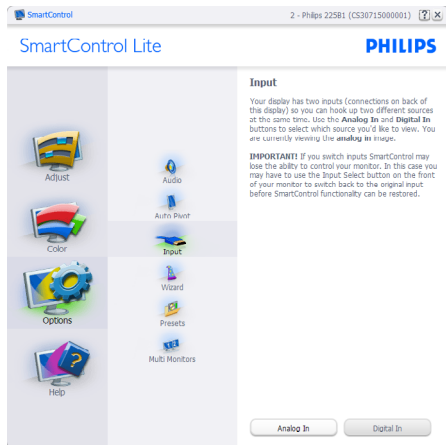 SmartControl
2 - Philips 225B1 (CS30715000001)
SmartControl Lite
PHILIPS
Input
Your display has two inputs (connections on back of
this display) so you can hook up two different sources
at the same time. Use the Analog In and Digital In
buttons to select which source you'd like to view. You
are currently viewing the analog in image.
IMPORTANT! If you switch inputs SmartControl may
lose the ability to control your monitor. In this case you
may have to use the Input Select button on the front
of your monitor to switch back to the original input
before SmartControl functionality can be restored.
Adjust
Color
Options
Help
Audio
Auto Pivot
Input
Wizard
Presets
Multi Monitors
Analog In
Digital In